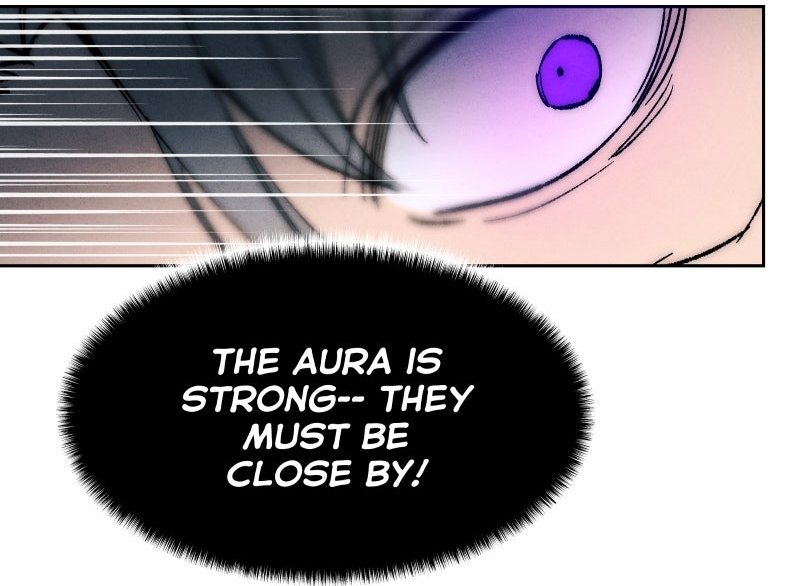 THE AURA IS
STRONG-- THEY
MUST BE
CLOSE BY!